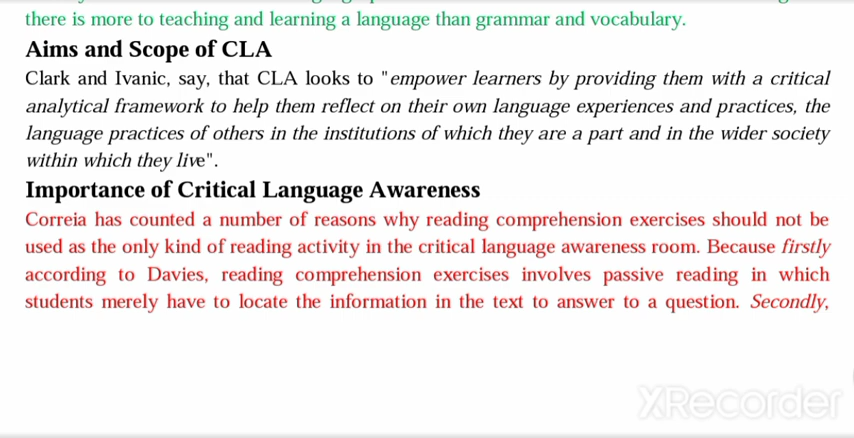 there is more to teaching and learning a language than grammar and vocabulary.
Aims and Scope of CLA
Clark and Ivanic, say, that CLA looks to "empower learners by providing them with a critical
analytical framework to help them reflect on their own language experiences and practices, the
language practices of others in the institutions of which they are a part and in the wider society
within which they live".
Importance of Critical Language Awareness
Correia has counted a number of reasons why reading comprehension exercises should not be
used as the only kind of reading activity in the critical language awareness room. Because firstly
according to Davies, reading comprehension exercises involves passive reading in which
students merely have to locate the information in the text to answer to a question. Secondly,
XRecorder